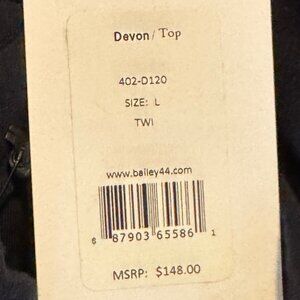 Devon/Top
402-D120
SIZE: L
TWI
www.bailey44.com
6 87903 65586 1
MSRP: $148.00